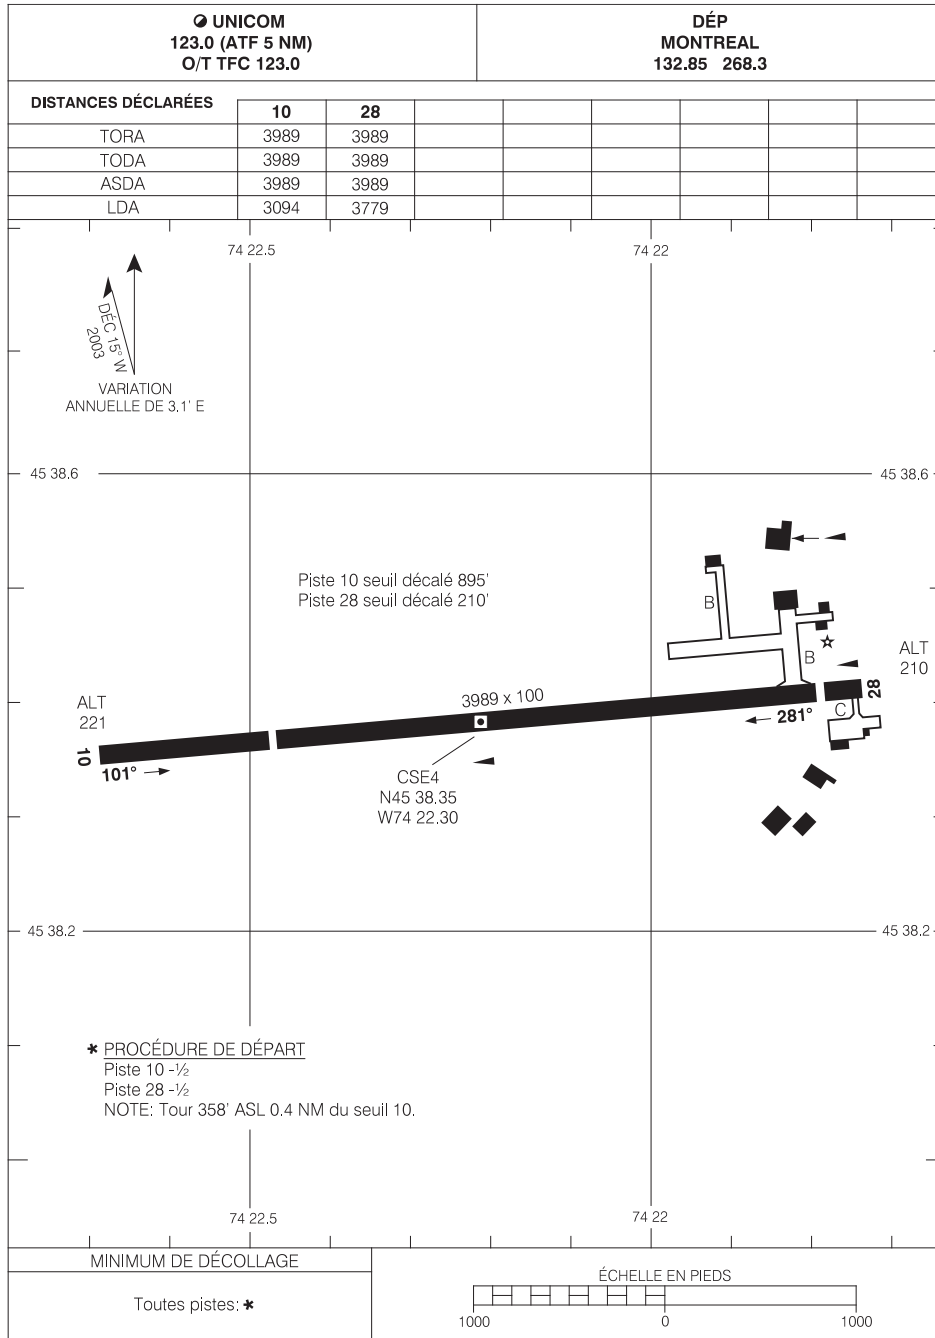 UNICOM
123.0 (ATF 5 NM)
O/T TFC 123.0
DÉP
MONTREAL
132.85 268.3
DISTANCES DÉCLARÉES 10 28
TORA 3989 3989
TODA 3989 3989
ASDA 3989 3989
LDA 3094 3779
74 22.5 74 22
DÉC 15° W
2003
VARIATION
ANNUELLE DE 3.1' E
45 38.6 45 38.6
Piste 10 seuil décalé 895'
Piste 28 seuil décalé 210'
B
B
ALT
210
28
C
ALT
221
3989 x 100
281°
10
101°
CSE4
N45 38.35
W74 22.30
45 38.2 45 38.2
* PROCÉDURE DE DÉPART
Piste 10 -½
Piste 28 -½
NOTE: Tour 358' ASL 0.4 NM du seuil 10.
74 22.5 74 22
MINIMUM DE DÉCOLLAGE
Toutes pistes: *
ÉCHELLE EN PIEDS
1000 0 1000